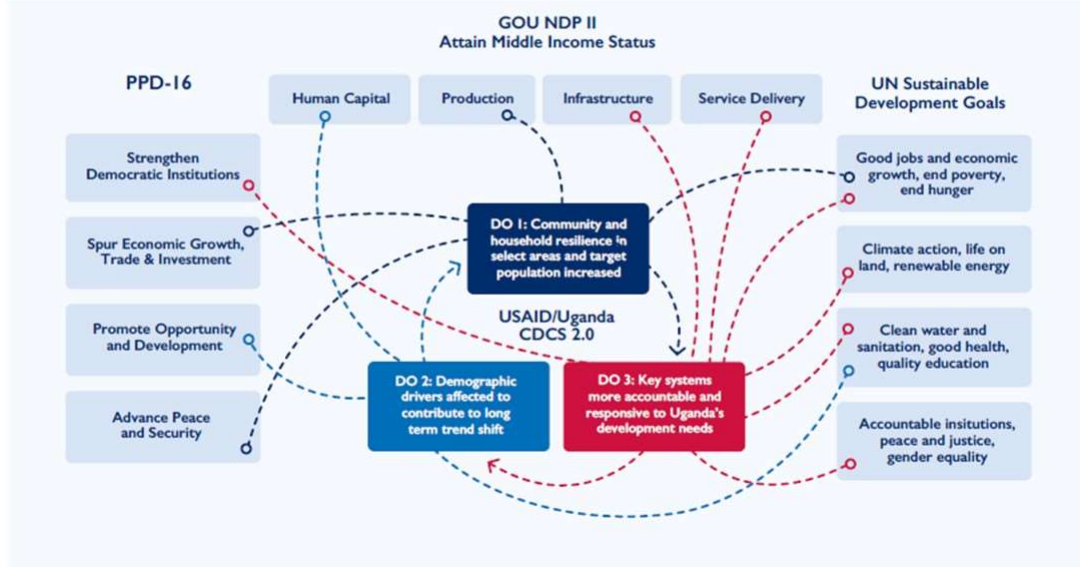 GOU NDP II
Attain Middle Income Status
PPD-16
Human Capital
Production
Infrastructure
Service Delivery
UN Sustainable
Development Goals
Strengthen
Democratic Institutions
Spur Economic Growth,
Trade & Investment
Promote Opportunity
and Development
Advance Peace
and Security
DO 1: Community and
household resilience in
select areas and target
population increased
USAID/Uganda
CDCS 2.0
DO 2: Demographic
drivers affected to
contribute to long
term trend shift
DO 3: Key systems
more accountable and
responsive to Uganda's
development needs
Good jobs and economic
growth, end poverty,
end hunger
Climate action, life on
land, renewable energy
Clean water and
sanitation, good health,
quality education
Accountable insitutions,
peace and justice,
gender equality